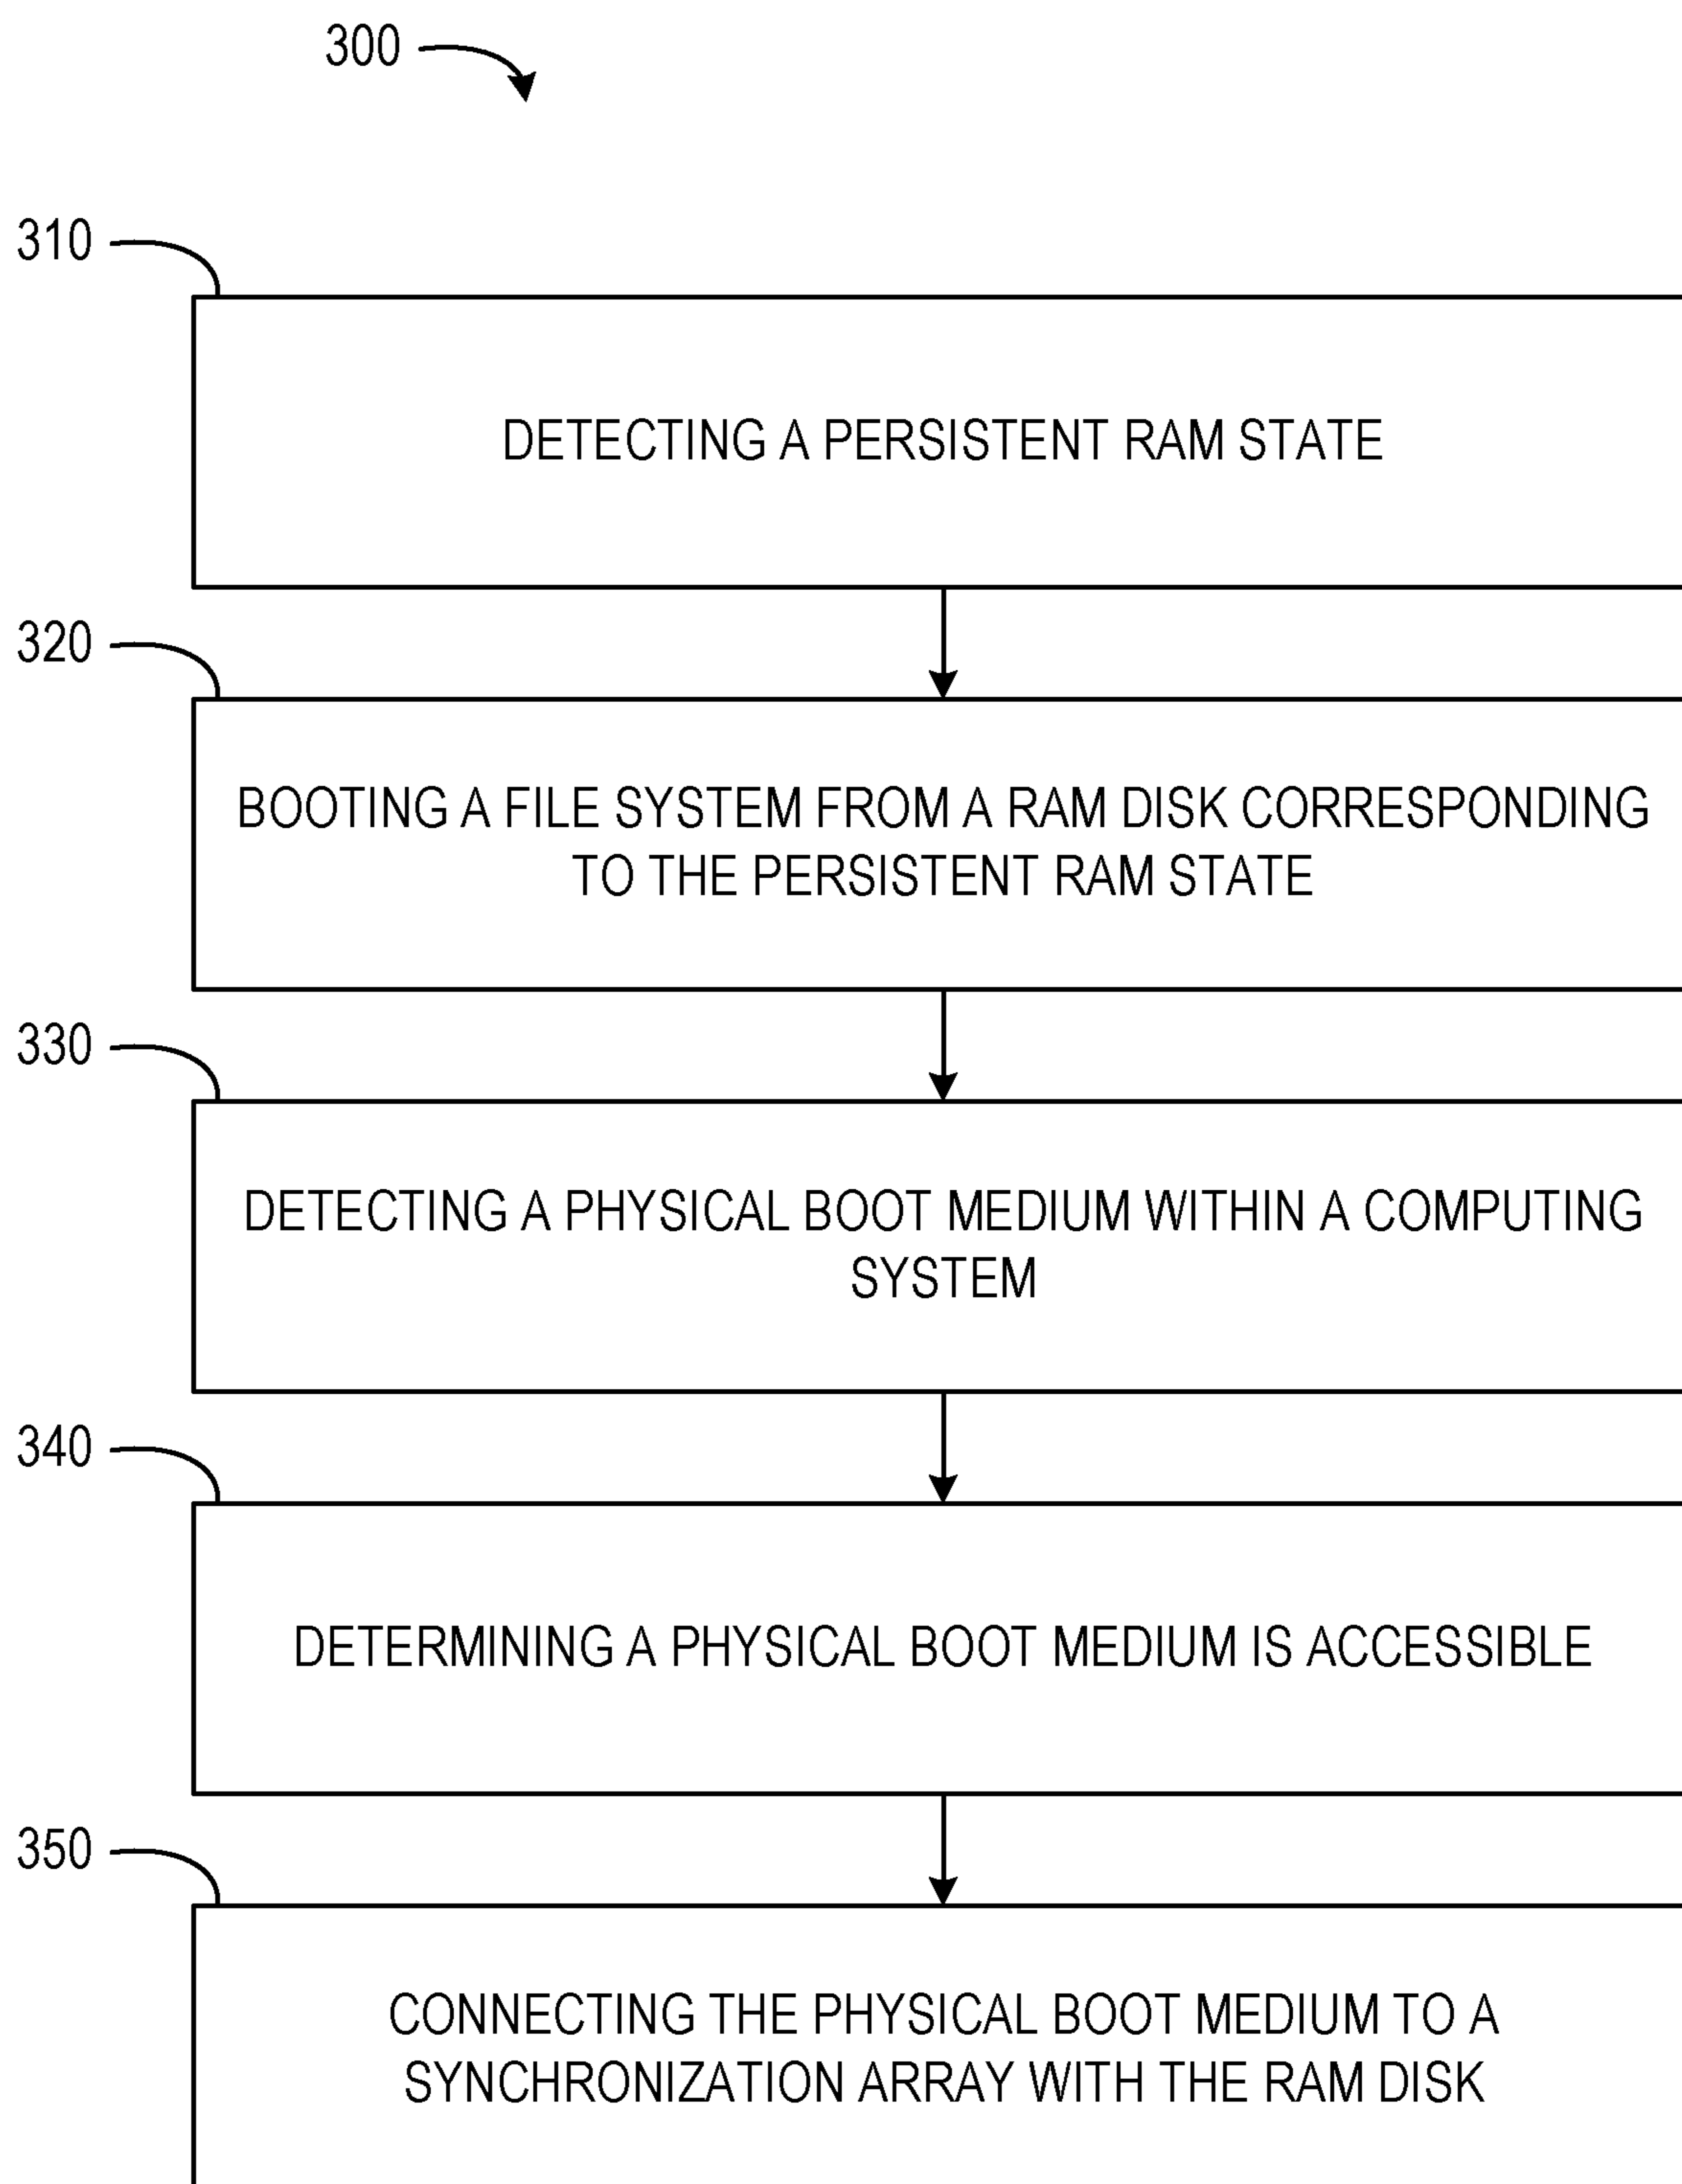 300
310
DETECTING A PERSISTENT RAM STATE
320
BOOTING A FILE SYSTEM FROM A RAM DISK CORRESPONDING
TO THE PERSISTENT RAM STATE
330
DETECTING A PHYSICAL BOOT MEDIUM WITHIN A COMPUTING
SYSTEM
340
DETERMINING A PHYSICAL BOOT MEDIUM IS ACCESSIBLE
350
CONNECTING THE PHYSICAL BOOT MEDIUM TO A
SYNCHRONIZATION ARRAY WITH THE RAM DISK